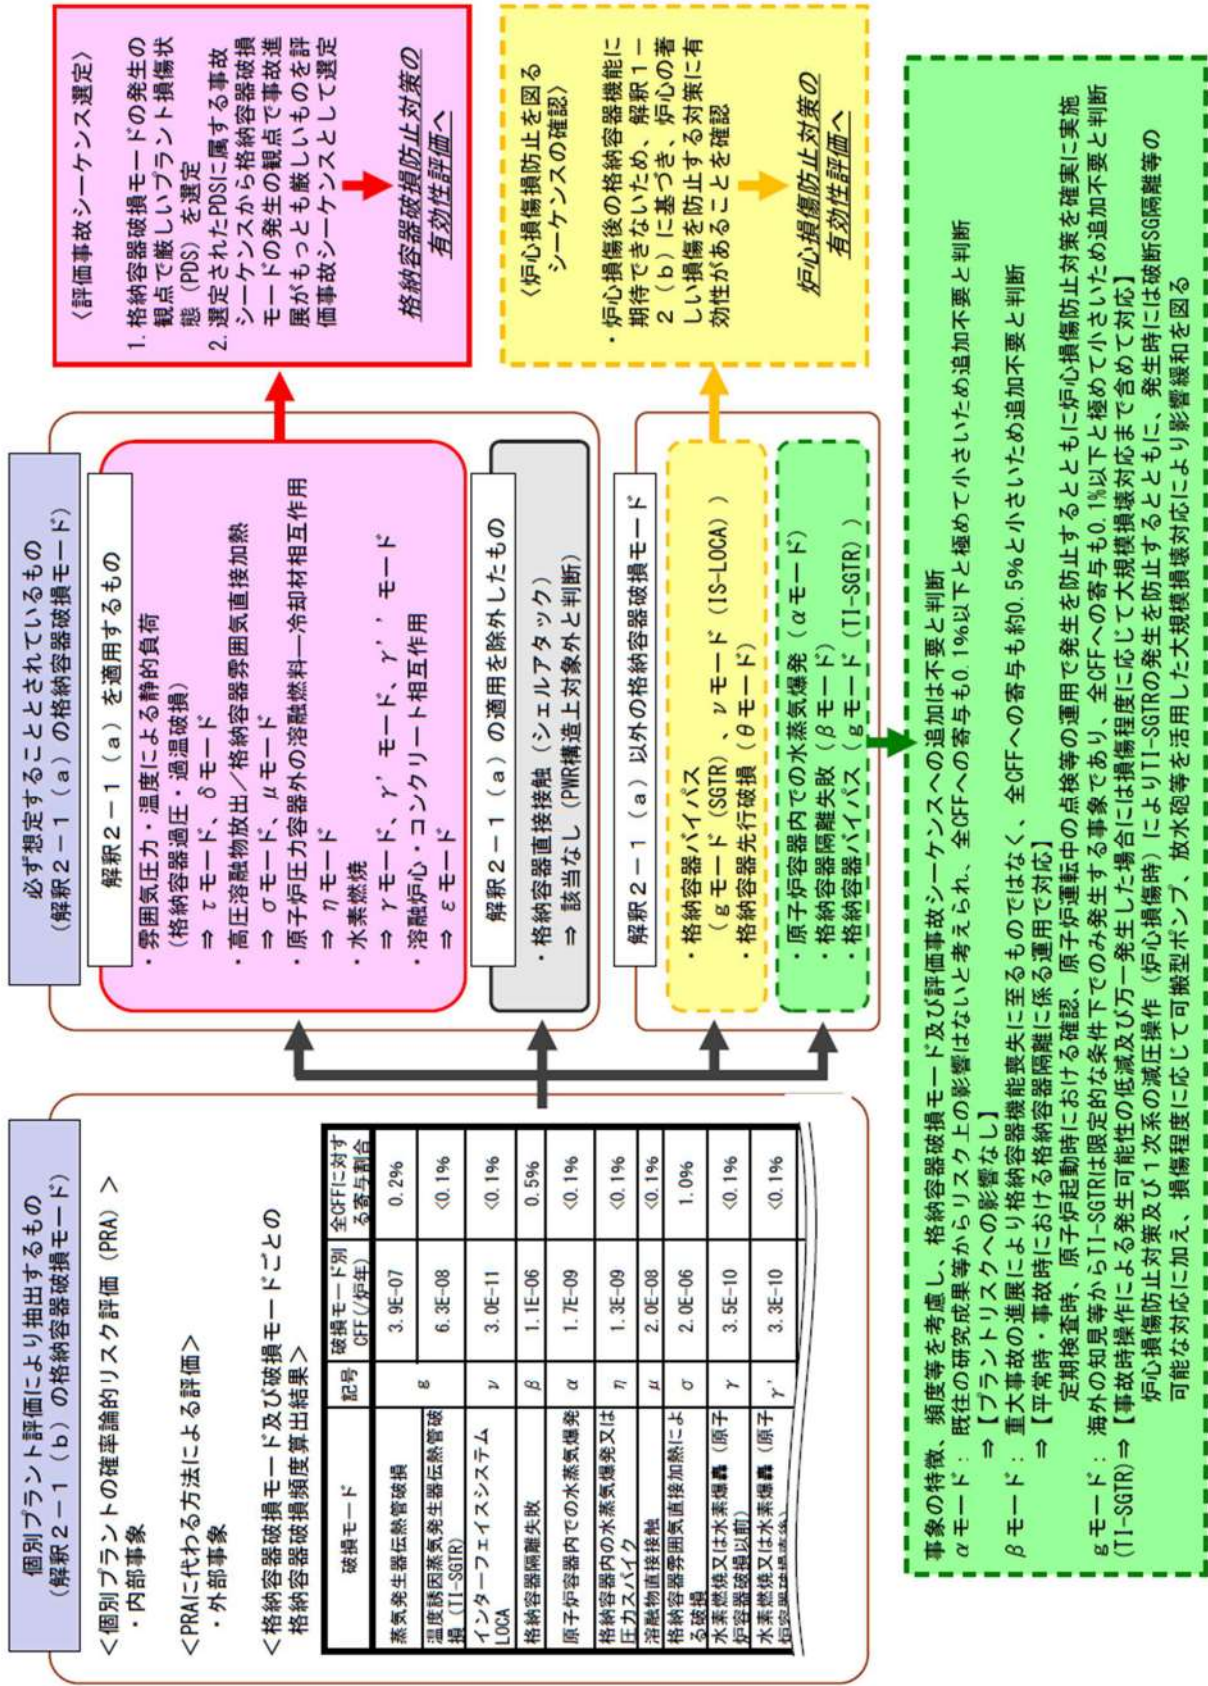 個別プラント評価により抽出するもの
(解釈2－1（b）の格納容器破損モード)
<個別プラントの確率論的リスク評価（PRA）>
・内部事象
<PRAに代わる方法による評価>
・外部事象
<格納容器破損モード及び破損モードごとの
格納容器破損頻度算出結果>
破損モード 記号 破損モード別CFF(/炉年) 全CFFに対する寄与割合
蒸気発生器伝熱管破損 g 3.9E-07 0.2%
温度誘因蒸気発生器伝熱管破損（TI-SGTR） 6.3E-08 <0.1%
インターフェイスシステムLOCA ν 3.0E-11 <0.1%
格納容器隔離失敗 β 1.1E-06 0.5%
原子炉容器内での水蒸気爆発 α 1.7E-09 <0.1%
格納容器内の水蒸気爆発又は圧力スパイク η 1.3E-09 <0.1%
溶融物直接接触 μ 2.0E-08 <0.1%
格納容器雰囲気直接加熱による破損 σ 2.0E-06 1.0%
水素燃焼又は水素爆轟（原子炉容器破損以前） γ 3.5E-10 <0.1%
水素燃焼又は水素爆轟（原子 γ' 3.3E-10 <0.1%
必ず想定することとされているもの
(解釈2－1（a）の格納容器破損モード)
解釈2－1（a）を適用するもの
・雰囲気圧力・温度による静的負荷
(格納容器過圧・過温破損)
⇒ τモード、δモード
・高圧溶融物放出／格納容器雰囲気直接加熱
⇒ σモード、μモード
・原子炉圧力容器外の溶融燃料―冷却材相互作用
⇒ ηモード
・水素燃焼
⇒ γモード、γ'モード、γ''モード
・溶融炉心・コンクリート相互作用
⇒ εモード
解釈2－1（a）の適用を除外したもの
・格納容器直接接触（シェルアタック）
⇒ 該当なし（PWR構造上対象外と判断）
解釈2－1（a）以外の格納容器破損モード
・格納容器バイパス
（gモード（SGTR）、νモード（IS-LOCA））
・格納容器先行破損（θモード）
・原子炉容器内での水蒸気爆発（αモード）
・格納容器隔離失敗（βモード）
・格納容器バイパス（gモード（TI-SGTR））
〈評価事故シーケンス選定〉
1. 格納容器破損モードの発生の
観点で厳しいプラント損傷状
態（PDS）を選定
2. 選定されたPDSに属する事故
シーケンスから格納容器破損
モードの発生の観点で事故進
展がもっとも厳しいものを評
価事故シーケンスとして選定
格納容器破損防止対策の
有効性評価へ
〈炉心損傷防止を図る
シーケンスの確認〉
・炉心損傷後の格納容器機能に
期待できないため、解釈1－
2（b）に基づき、炉心の著
しい損傷を防止する対策に有
効性があることを確認
炉心損傷防止対策の
有効性評価へ
事象の特徴、頻度等を考慮し、格納容器破損モード及び評価事故シーケンスへの追加は不要と判断
αモード： 既往の研究成果等からリスク上の影響はないと考えられ、全CFFへの寄与も0.1%以下と極めて小さいため追加不要と判断
⇒【プラントリスクへの影響なし】
βモード： 重大事故の進展により格納容器機能喪失に至るものではなく、全CFFへの寄与も約0.5%と小さいため追加不要と判断
⇒【平常時・事故時における格納容器隔離に係る運用で対応】
定期検査時、原子炉起動時における確認、原子炉運転中の点検等の運用で発生を防止するとともに炉心損傷防止対策を確実に実施
gモード： 海外の知見等からTI-SGTRは限定的な条件下でのみ発生する事象であり、全CFFへの寄与も0.1%以下と極めて小さいため追加不要と判断
(TI-SGTR)⇒【事故時操作による発生可能性の低減及び万一発生した場合には損傷程度に応じて大規模損壊対応まで含めて対応】
炉心損傷防止対策及び1次系の減圧操作（炉心損傷時）によりTI-SGTRの発生を防止するとともに、発生時には破断SG隔離等の
可能な対応に加え、損傷程度に応じて可搬型ポンプ、放水砲等を活用した大規模損壊対応により影響緩和を図る